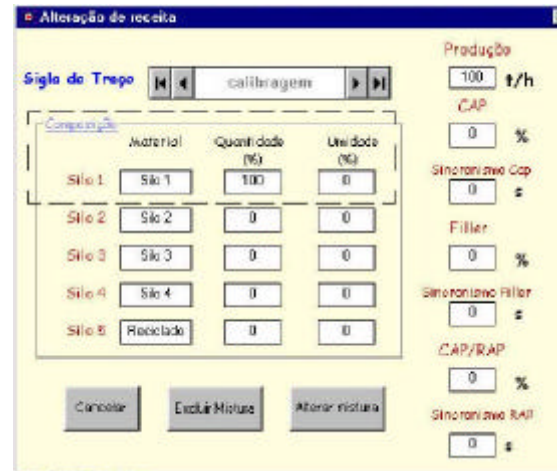 Alteração de receita
Sigla do Traço
calibragem
Composição
Material Quantidade (%) Umidade (%)
Silo 1 Silo 1 100 0
Silo 2 Silo 2 0 0
Silo 3 Silo 3 0 0
Silo 4 Silo 4 0 0
Silo 5 Reciclado 0 0
Cancelar Excluir Mistura Alterar mistura
Produção
100 t/h
CAP
0 %
Sincronismo Cap
0 s
Filler
0 %
Sincronismo Filler
0 s
CAP/RAP
0 %
Sincronismo RAP
0 s